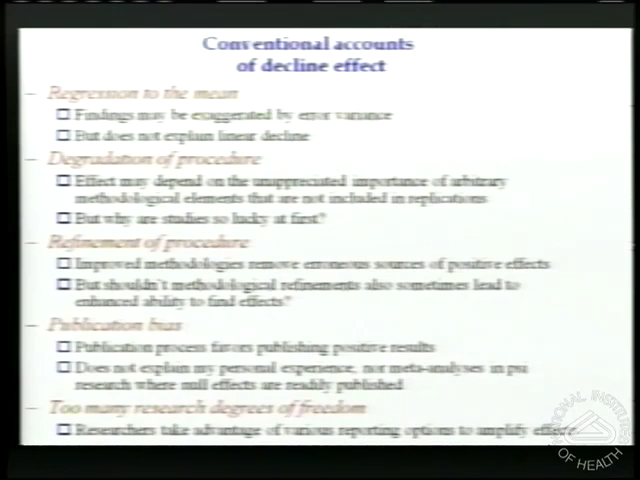 Conventional accounts
of decline effect
– Regression to the mean
Findings may be exaggerated by error variance
But does not explain linear decline
– Degradation of procedure
Effect may depend on the unappreciated importance of arbitrary
methodological elements that are not included in replications
But why are studies so lucky at first?
– Refinement of procedure
Improved methodologies remove erroneous sources of positive effects
But shouldn't methodological refinements also sometimes lead to
enhanced ability to find effects?
– Publication bias
Publication process favors publishing positive results
Does not explain my personal experience, nor meta-analyses in psi
research where null effects are readily published
– Too many research degrees of freedom
Researchers take advantage of various reporting options to amplify
NATIONAL INSTITUTES
OF HEALTH